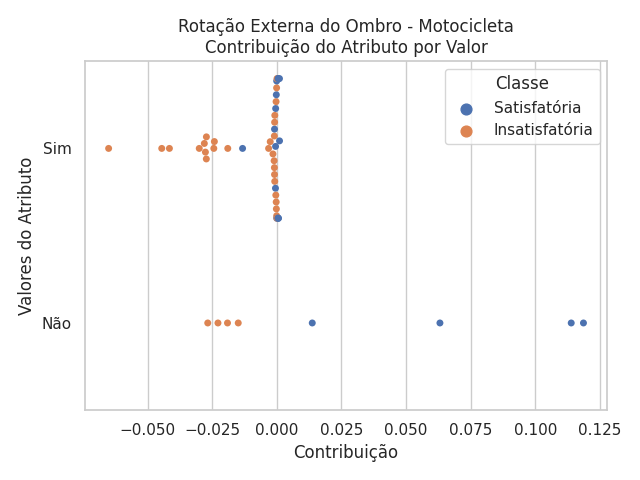 Rotação Externa do Ombro - Motocicleta
Contribuição do Atributo por Valor
Classe
Satisfatória
Insatisfatória
Valores do Atributo
Sim
Não
−0.050 −0.025 0.000 0.025 0.050 0.075 0.100 0.125
Contribuição